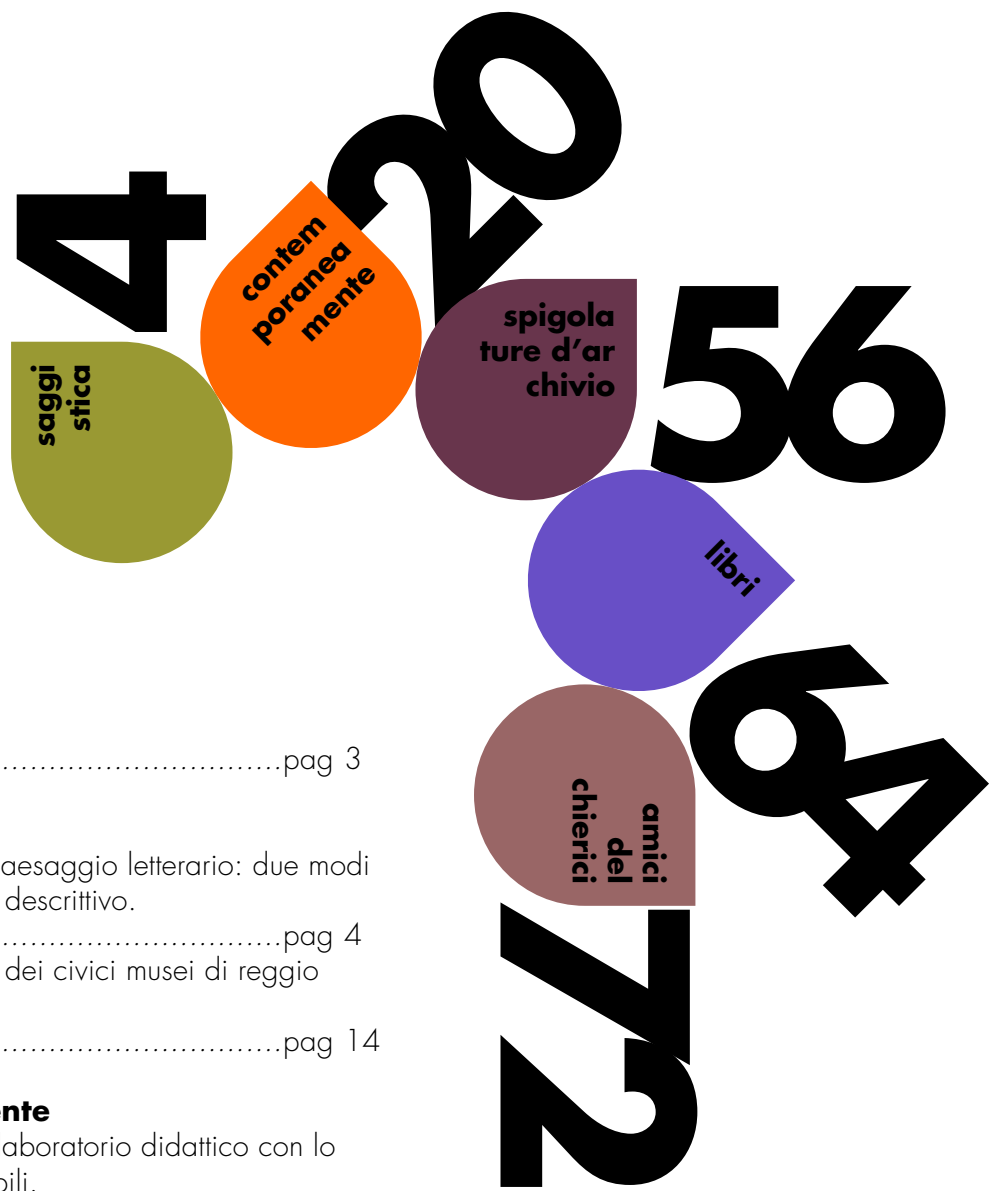 4
saggi
stica
20
contem
poranea
mente
spigola
ture d’ar
chivio
56
libri
64
amici
del
chierici
72
..............................pag 3
aesaggio letterario: due modi
descrittivo.
..............................pag 4
dei civici musei di reggio
..............................pag 14
ente
aboratorio didattico con lo
bili.